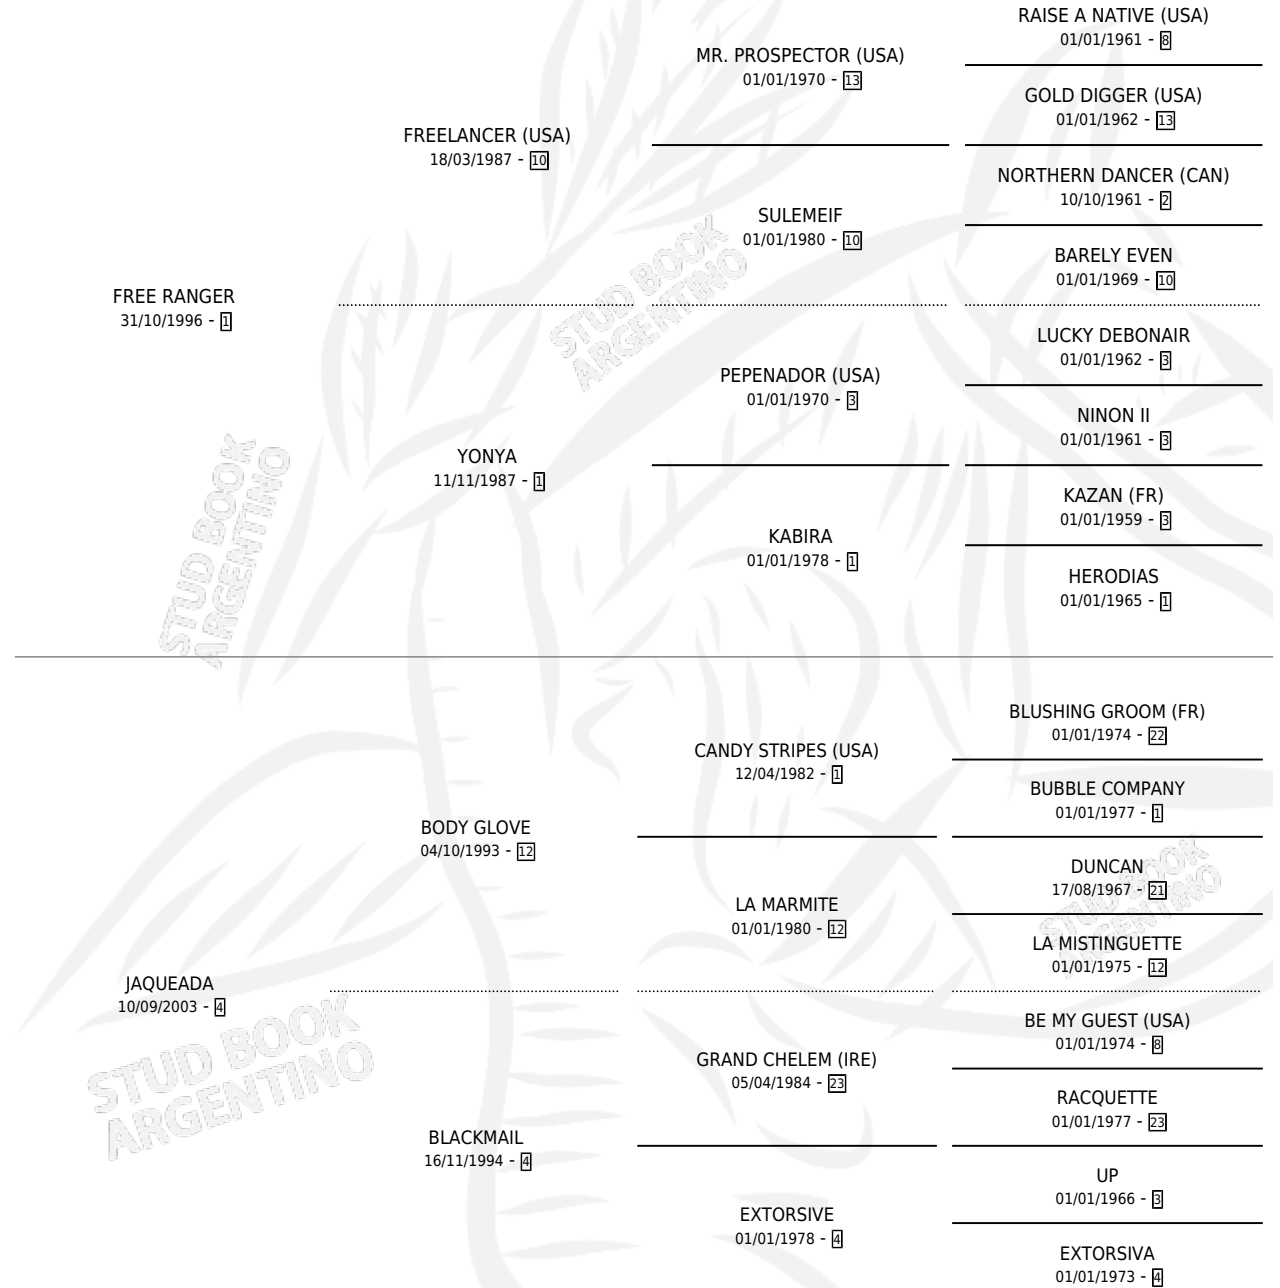 RAISE A NATIVE (USA)
01/01/1961 - 8
MR. PROSPECTOR (USA)
01/01/1970 - 13
GOLD DIGGER (USA)
01/01/1962 - 13
FREELANCER (USA)
18/03/1987 - 10
NORTHERN DANCER (CAN)
10/10/1961 - 2
SULEMEIF
01/01/1980 - 10
BARELY EVEN
01/01/1969 - 10
FREE RANGER
31/10/1996 - 1
LUCKY DEBONAIR
01/01/1962 - 3
PEPENADOR (USA)
01/01/1970 - 3
NINON II
01/01/1961 - 3
YONYA
11/11/1987 - 1
KAZAN (FR)
01/01/1959 - 3
KABIRA
01/01/1978 - 1
HERODIAS
01/01/1965 - 1
BLUSHING GROOM (FR)
01/01/1974 - 22
CANDY STRIPES (USA)
12/04/1982 - 1
BUBBLE COMPANY
01/01/1977 - 1
BODY GLOVE
04/10/1993 - 12
DUNCAN
17/08/1967 - 21
LA MARMITE
01/01/1980 - 12
LA MISTINGUETTE
01/01/1975 - 12
JAQUEADA
10/09/2003 - 4
BE MY GUEST (USA)
01/01/1974 - 8
GRAND CHELEM (IRE)
05/04/1984 - 23
RACQUETTE
01/01/1977 - 23
BLACKMAIL
16/11/1994 - 4
UP
01/01/1966 - 3
EXTORSIVE
01/01/1978 - 4
EXTORSIVA
01/01/1973 - 4
STUD BOOK
ARGENTINO
STUD BOOK
ARGENTINO
STUD BOOK
ARGENTINO
STUD BOOK
ARGENTINO